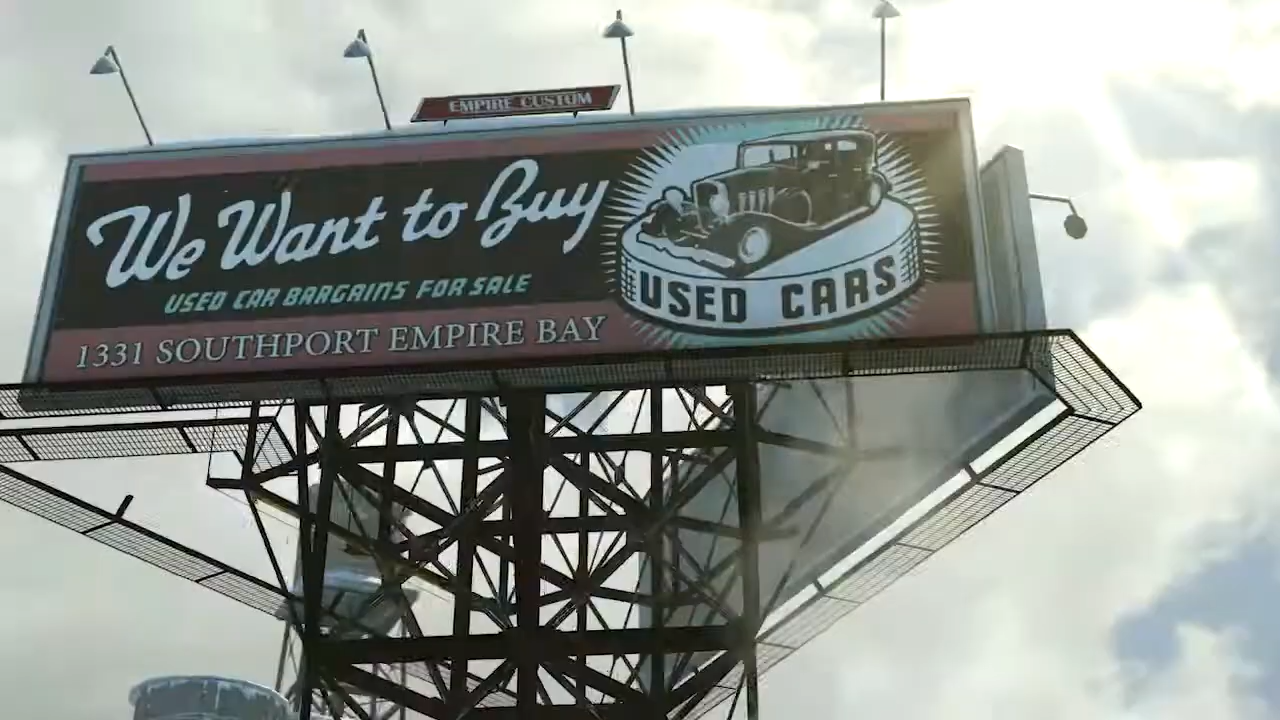 EMPIRE CUSTOM
We Want to Buy
USED CAR BARGAINS FOR SALE
1331 SOUTHPORT EMPIRE BAY
USED CARS